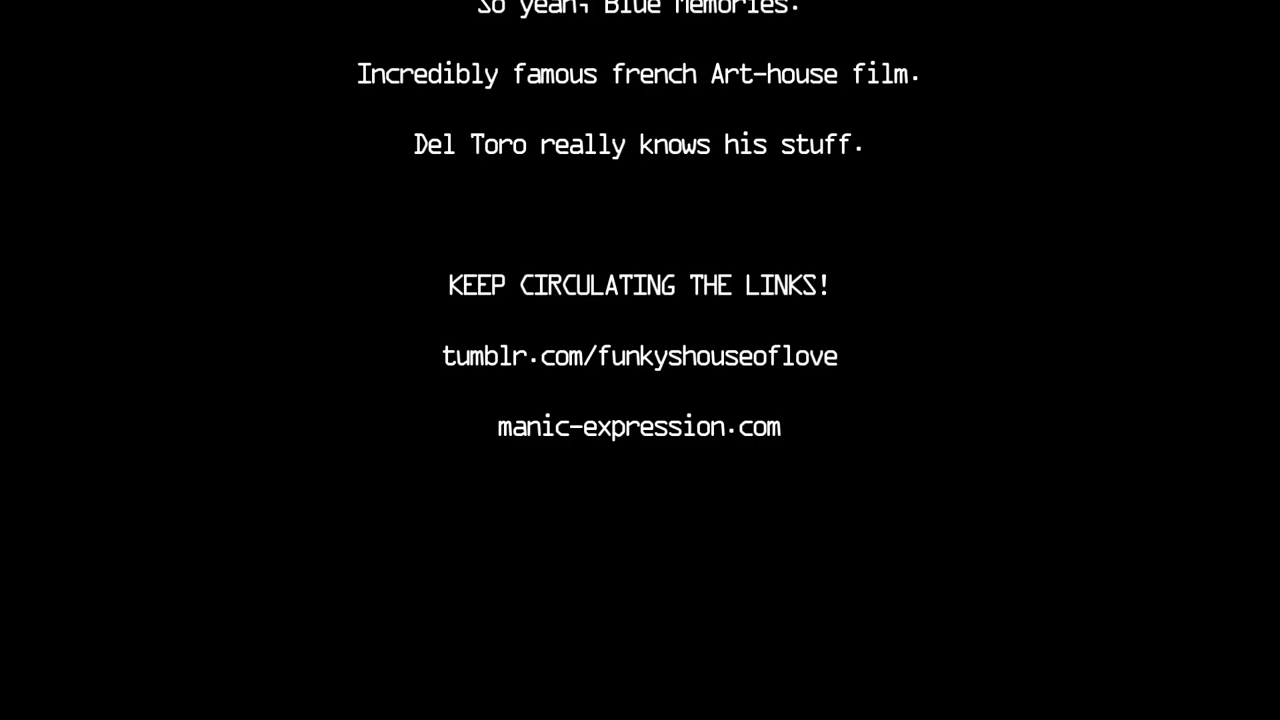 So yeah, Blue Memories.
Incredibly famous french Art-house film.
Del Toro really knows his stuff.
KEEP CIRCULATING THE LINKS!
tumblr.com/funkyshouseoflove
manic-expression.com